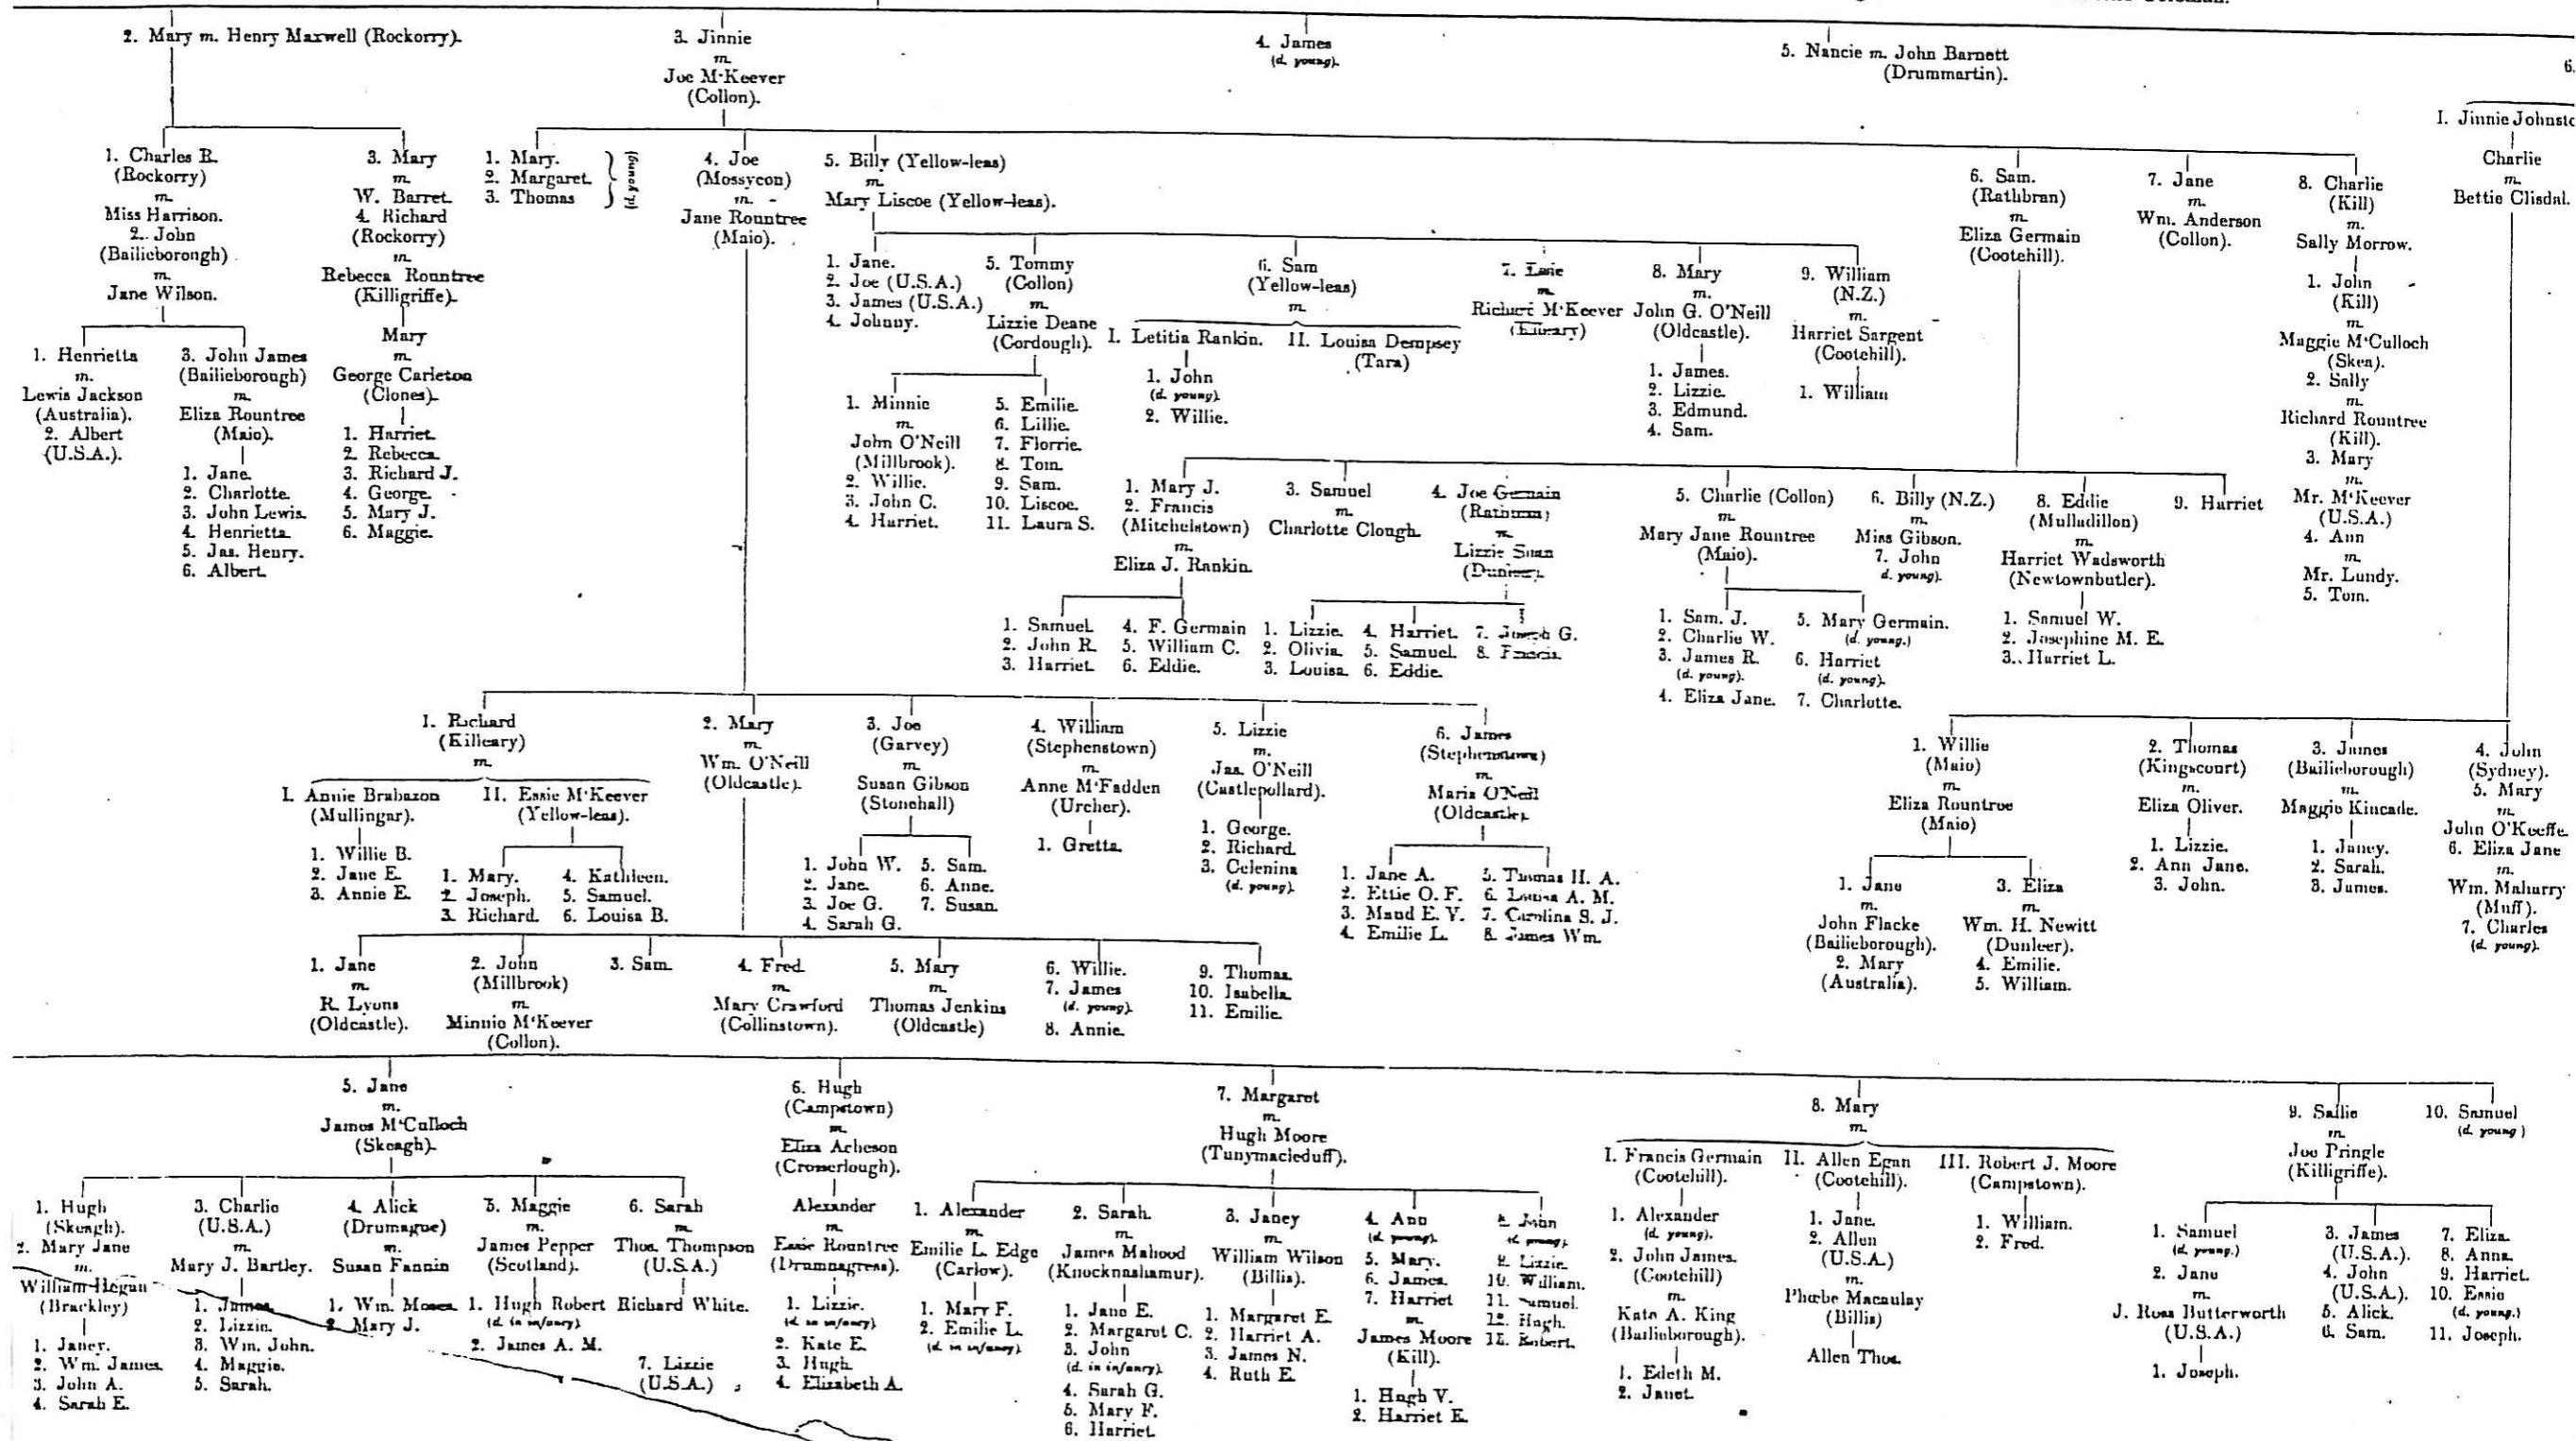 2. Mary m. Henry Maxwell (Rockorry).
3. Jinnie
m.
Joe M'Keever
(Collon).
4. James
(d. young).
5. Nancie m. John Barnett
(Drummartin).
6.
1. Charles R.
(Rockorry)
m.
Miss Harrison.
2. John
(Bailieborough)
m.
Jane Wilson.
3. Mary
m.
W. Barret.
4. Richard
(Rockorry)
m.
Rebecca Rountree
(Killigriffe).
Mary
m.
George Carleton
(Clones).
1. Harriet.
2. Rebecca.
3. Richard J.
4. George.
5. Mary J.
6. Maggie.
1. Henrietta
m.
Lewis Jackson
(Australia).
2. Albert
(U.S.A.).
3. John James
(Bailieborough)
m.
Eliza Rountree
(Maio).
1. Jane.
2. Charlotte.
3. John Lewis.
4. Henrietta.
5. Jas. Henry.
6. Albert.
1. Mary.
2. Margaret.
3. Thomas
(d. young)
4. Joe
(Mossycon)
m.
Jane Rountree
(Maio).
5. Billy (Yellow-leas)
m.
Mary Liscoe (Yellow-leas).
6. Sam.
(Rathbran)
m.
Eliza Germain
(Cootehill).
7. Jane
m.
Wm. Anderson
(Collon).
8. Charlie
(Kill)
m.
Sally Morrow.
1. John
(Kill)
m.
Maggie M'Culloch
(Skea).
2. Sally
m.
Richard Rountree
(Kill).
3. Mary
m.
Mr. M'Keever
(U.S.A.)
4. Ann
m.
Mr. Lundy.
5. Tom.
I. Jinnie
Charlie
m.
Bettie Clisdal.
1. Jane.
2. Joe (U.S.A.)
3. James (U.S.A.)
4. Johnny.
5. Tommy
(Collon)
m.
Lizzie Deane
(Cordough).
6. Sam
(Yellow-leas)
m.
I. Letitia Rankin.
II. Louisa Dempsey
(Tara)
1. John
(d. young).
2. Willie.
7.
m.
M'Keever
8. Mary
m.
John G. O'Neill
(Oldcastle).
1. James.
2. Lizzie.
3. Edmund.
4. Sam.
9. William
(N.Z.)
m.
Harriet Sargent
(Cootehill).
1. William
1. Minnie
m.
John O'Neill
(Millbrook).
2. Willie.
3. John C.
4. Harriet.
5. Emilie.
6. Lillie.
7. Florrie.
8. Tom.
9. Sam.
10. Liscoe.
11. Laura S.
1. Mary J.
2. Francis
(Mitchelstown)
m.
Eliza J. Rankin.
3. Samuel
m.
Charlotte Clough.
4. Joe Germain
m.
Lizzie
5. Charlie (Collon)
m.
Mary Jane Rountree
(Maio).
6. Billy (N.Z.)
m.
Miss Gibson.
7. John
d. young).
8. Eddie
(Mulladillon)
m.
Harriet Wadsworth
(Newtownbutler).
9. Harriet
1. Samuel.
2. John R.
3. Harriet.
4. F. Germain
5. William C.
6. Eddie.
1. Lizzie.
2. Olivia.
3. Louisa.
4. Harriet.
5. Samuel.
6. Eddie.
7. Joseph G.
8. Francis.
1. Sam. J.
2. Charlie W.
3. James R.
(d. young).
4. Eliza Jane.
5. Mary Germain.
(d. young.)
6. Harriet
(d. young).
7. Charlotte.
1. Samuel W.
2. Josephine M. E.
3. Harriet L.
1. Richard
(Killeary)
m.
I. Annie Brabazon
(Mullingar).
1. Willie B.
2. Jane E.
3. Annie E.
II. Essie M'Keever
(Yellow-leas).
1. Mary.
2. Joseph.
3. Richard.
4. Kathleen.
5. Samuel.
6. Louisa B.
2. Mary
m.
Wm. O'Neill
(Oldcastle).
3. Joe
(Garvey)
m.
Susan Gibson
(Stonehall)
1. John W.
2. Jane.
3. Joe G.
4. Sarah G.
5. Sam.
6. Anne.
7. Susan.
4. William
(Stephenstown)
m.
Anne M'Fadden
(Urcher).
1. Gretta.
5. Lizzie
m.
Jas. O'Neill
(Castlepollard).
1. George.
2. Richard.
3. Celenina
(d. young).
6. James
(Stephenstown)
m.
Maria O'Neill
(Oldcastle).
1. Jane A.
2. Ettie O. F.
3. Maud E. V.
4. Emilie L.
5. Thomas H. A.
6. Louisa A. M.
7. Carolina S. J.
8. James Wm.
1. Willie
(Maio)
m.
Eliza Rountree
(Maio)
1. Jane
m.
John Flacke
(Bailieborough).
2. Mary
(Australia).
3. Eliza
m.
Wm. H. Newitt
(Dunleer).
4. Emilie.
5. William.
2. Thomas
(Kingscourt)
m.
Eliza Oliver.
1. Lizzie.
2. Ann Jane.
3. John.
3. James
(Bailieborough)
m.
Maggie Kincade.
1. Janey.
2. Sarah.
3. James.
4. John
(Sydney).
5. Mary
m.
John O'Keeffe.
6. Eliza Jane
m.
Wm. Maharry
(Muff).
7. Charles
(d. young).
1. Jane
m.
R. Lyons
(Oldcastle).
2. John
(Millbrook)
m.
Minnie M'Keever
(Collon).
3. Sam.
4. Fred.
m.
Mary Crawford
(Collinstown).
5. Mary
m.
Thomas Jenkins
(Oldcastle)
6. Willie.
7. James
(d. young).
8. Annie.
9. Thomas.
10. Isabella.
11. Emilie.
5. Jane
m.
James M'Culloch
(Skeagh).
6. Hugh
(Campstown)
m.
Eliza Acheson
(Crosserlough).
7. Margaret
m.
Hugh Moore
(Tunymacleduff).
8. Mary
m.
I. Francis Germain
(Cootehill).
II. Allen Egan
(Cootehill).
III. Robert J. Moore
(Campstown).
9. Sallie
m.
Joe Pringle
(Killigriffe).
10. Samuel
(d. young)
1. Hugh
(Skeagh).
2. Mary Jane
m.
William Hogan
(Brackley)
1. Janey.
2. Wm. James.
3. John A.
4. Sarah E.
3. Charlie
(U.S.A.)
m.
Mary J. Bartley.
1. James.
2. Lizzie.
3. Wm. John.
4. Maggie.
5. Sarah.
4. Alick
(Drumague)
m.
Susan Fannin
1. Wm. Moses.
2. Mary J.
5. Maggie
m.
James Pepper
(Scotland).
1. Hugh Robert
(d. in infancy).
2. James A. M.
6. Sarah
m.
Thos. Thompson
(U.S.A.)
Richard White.
7. Lizzie
(U.S.A.)
Alexander
m.
Essie Rountree
1. Lizzie.
(d. in infancy).
2. Kate E.
3. Hugh.
4. Elizabeth A.
1. Alexander
m.
Emilie L. Edge
(Carlow).
1. Mary F.
2. Emilie L.
(d. in infancy).
2. Sarah.
m.
James Mahood
(Knocknashamur).
1. Jane E.
2. Margaret C.
3. John
(d. in infancy).
4. Sarah G.
5. Mary F.
6. Harriet.
3. Janey
m.
William Wilson
(Billis).
1. Margaret E.
2. Harriet A.
3. James N.
4. Ruth E.
4. Ann
(d. young).
5. Mary.
6. James.
7. Harriet
m.
James Moore
(Kill).
1. Hugh V.
2. Harriet E.
8. John
(d. young).
9. Lizzie.
10. William.
11. Samuel.
12. Hugh.
13. Robert.
1. Alexander
(d. young).
2. John James.
(Cootehill)
m.
Kate A. King
(Bailieborough).
1. Edeth M.
2. Janet.
1. Jane.
2. Allen
(U.S.A.)
m.
Phœbe Macaulay
(Billis)
Allen Thos.
1. William.
2. Fred.
1. Samuel
(d. young.)
2. Jane
m.
J. Ross Butterworth
(U.S.A.)
1. Joseph.
3. James
(U.S.A.).
4. John
(U.S.A.).
5. Alick.
6. Sam.
7. Eliza.
8. Anna.
9. Harriet.
10. Essie
(d. young.)
11. Joseph.